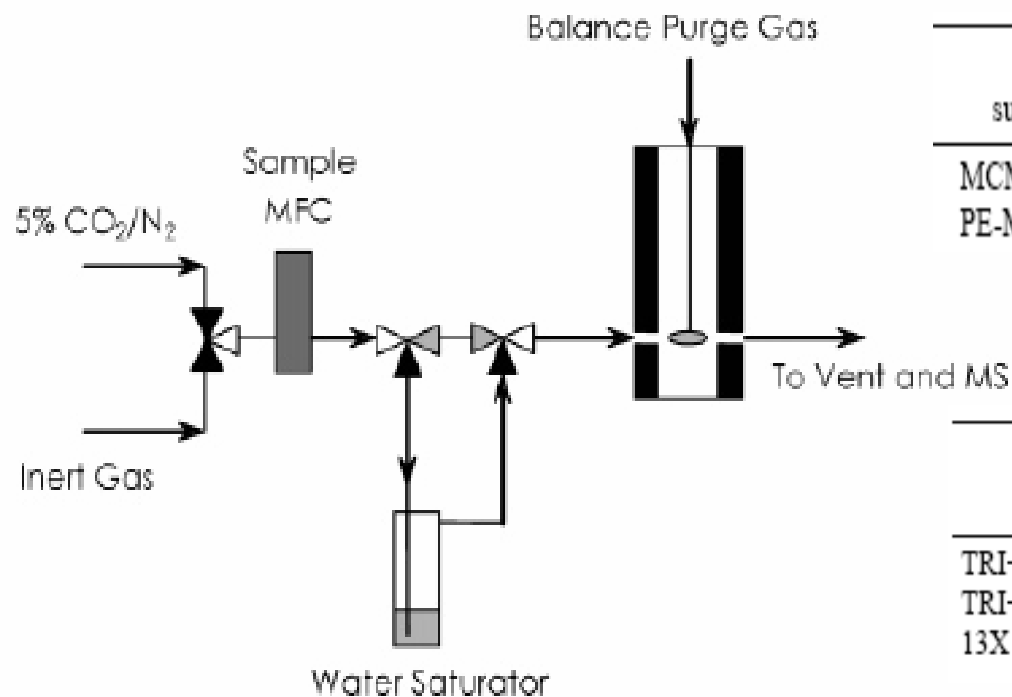 Balance Purge Gas
Sample
MFC
5% CO₂/N₂
Inert Gas
To Vent and MS
Water Saturator
su
MCM
PE-M
TRI-
TRI-
13X